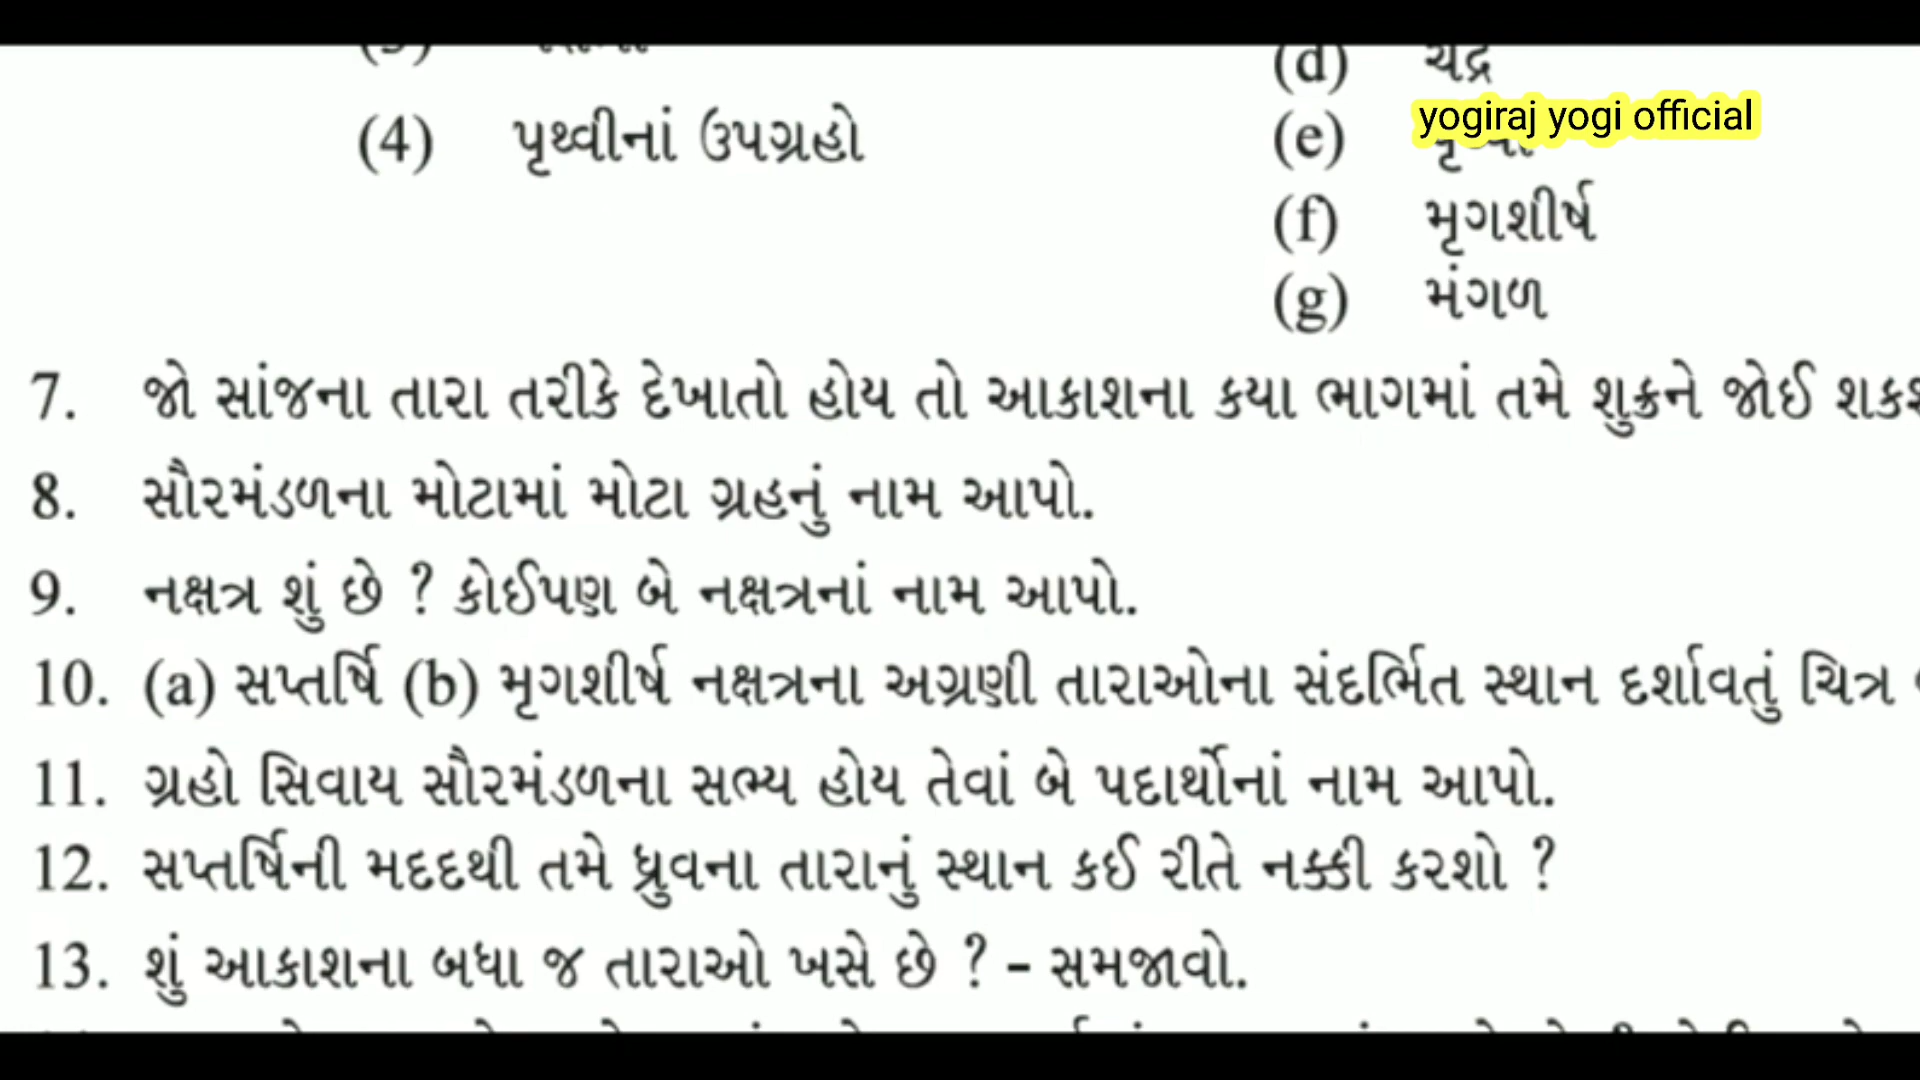 (d) ચંદ્ર
yogiraj yogi official
(4) પૃથ્વીનાં ઉપગ્રહો (e)
(f) મૃગશીર્ષ
(g) મંગળ
7. જો સાંજના તારા તરીકે દેખાતો હોય તો આકાશના કયા ભાગમાં તમે શુક્રને જોઈ
8. સૌરમંડળના મોટામાં મોટા ગ્રહનું નામ આપો.
9. નક્ષત્ર શું છે ? કોઈપણ બે નક્ષત્રનાં નામ આપો.
10. (a) સપ્તર્ષિ (b) મૃગશીર્ષ નક્ષત્રના અગ્રણી તારાઓના સંદર્ભિત સ્થાન દર્શાવતું ચિત્ર
11. ગ્રહો સિવાય સૌરમંડળના સભ્ય હોય તેવાં બે પદાર્થોનાં નામ આપો.
12. સપ્તર્ષિની મદદથી તમે ધ્રુવના તારાનું સ્થાન કઈ રીતે નક્કી કરશો ?
13. શું આકાશના બધા જ તારાઓ ખસે છે ? – સમજાવો.